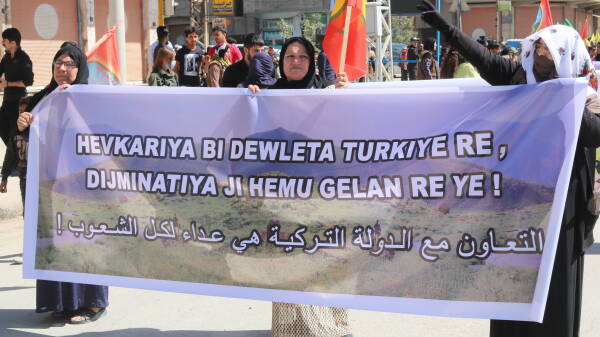 HEVKARIYA BI DEWLETA TURKIYE RE ,
DIJMINATIYA JI HEMU GELAN RE YE !
التعاون مع الدولة التركية هي عداء لكل الشعوب !